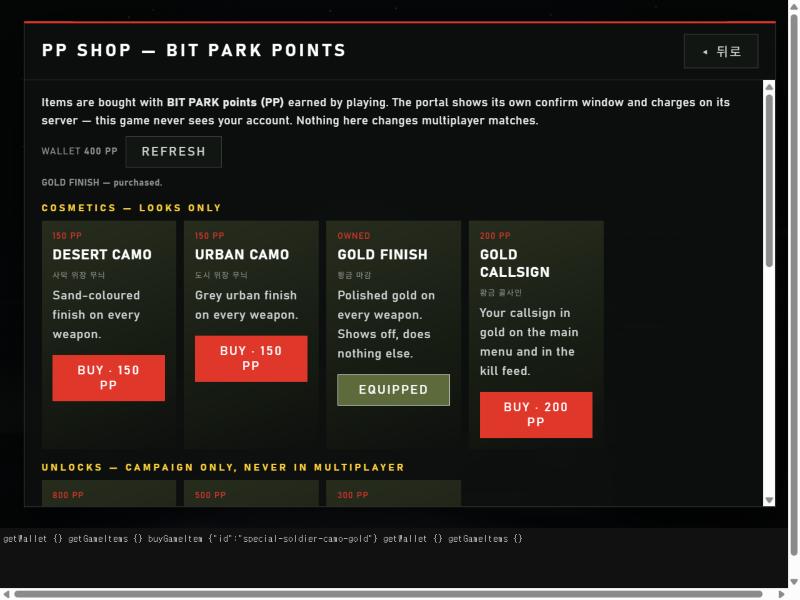 PP SHOP — BIT PARK POINTS
◂ 뒤로
Items are bought with BIT PARK points (PP) earned by playing. The portal shows its own confirm window and charges on its
server — this game never sees your account. Nothing here changes multiplayer matches.
WALLET 400 PP
REFRESH
GOLD FINISH — purchased.
COSMETICS — LOOKS ONLY
150 PP
DESERT CAMO
사막 위장 무늬
Sand-coloured
finish on every
weapon.
BUY · 150
PP
150 PP
URBAN CAMO
도시 위장 무늬
Grey urban finish
on every weapon.
BUY · 150
PP
OWNED
GOLD FINISH
황금 마감
Polished gold on
every weapon.
Shows off, does
nothing else.
EQUIPPED
200 PP
GOLD
CALLSIGN
황금 콜사인
Your callsign in
gold on the main
menu and in the
kill feed.
BUY · 200
PP
UNLOCKS — CAMPAIGN ONLY, NEVER IN MULTIPLAYER
800 PP
500 PP
300 PP
getWallet {} getGameItems {} buyGameItem {"id":"special-soldier-camo-gold"} getWallet {} getGameItems {}